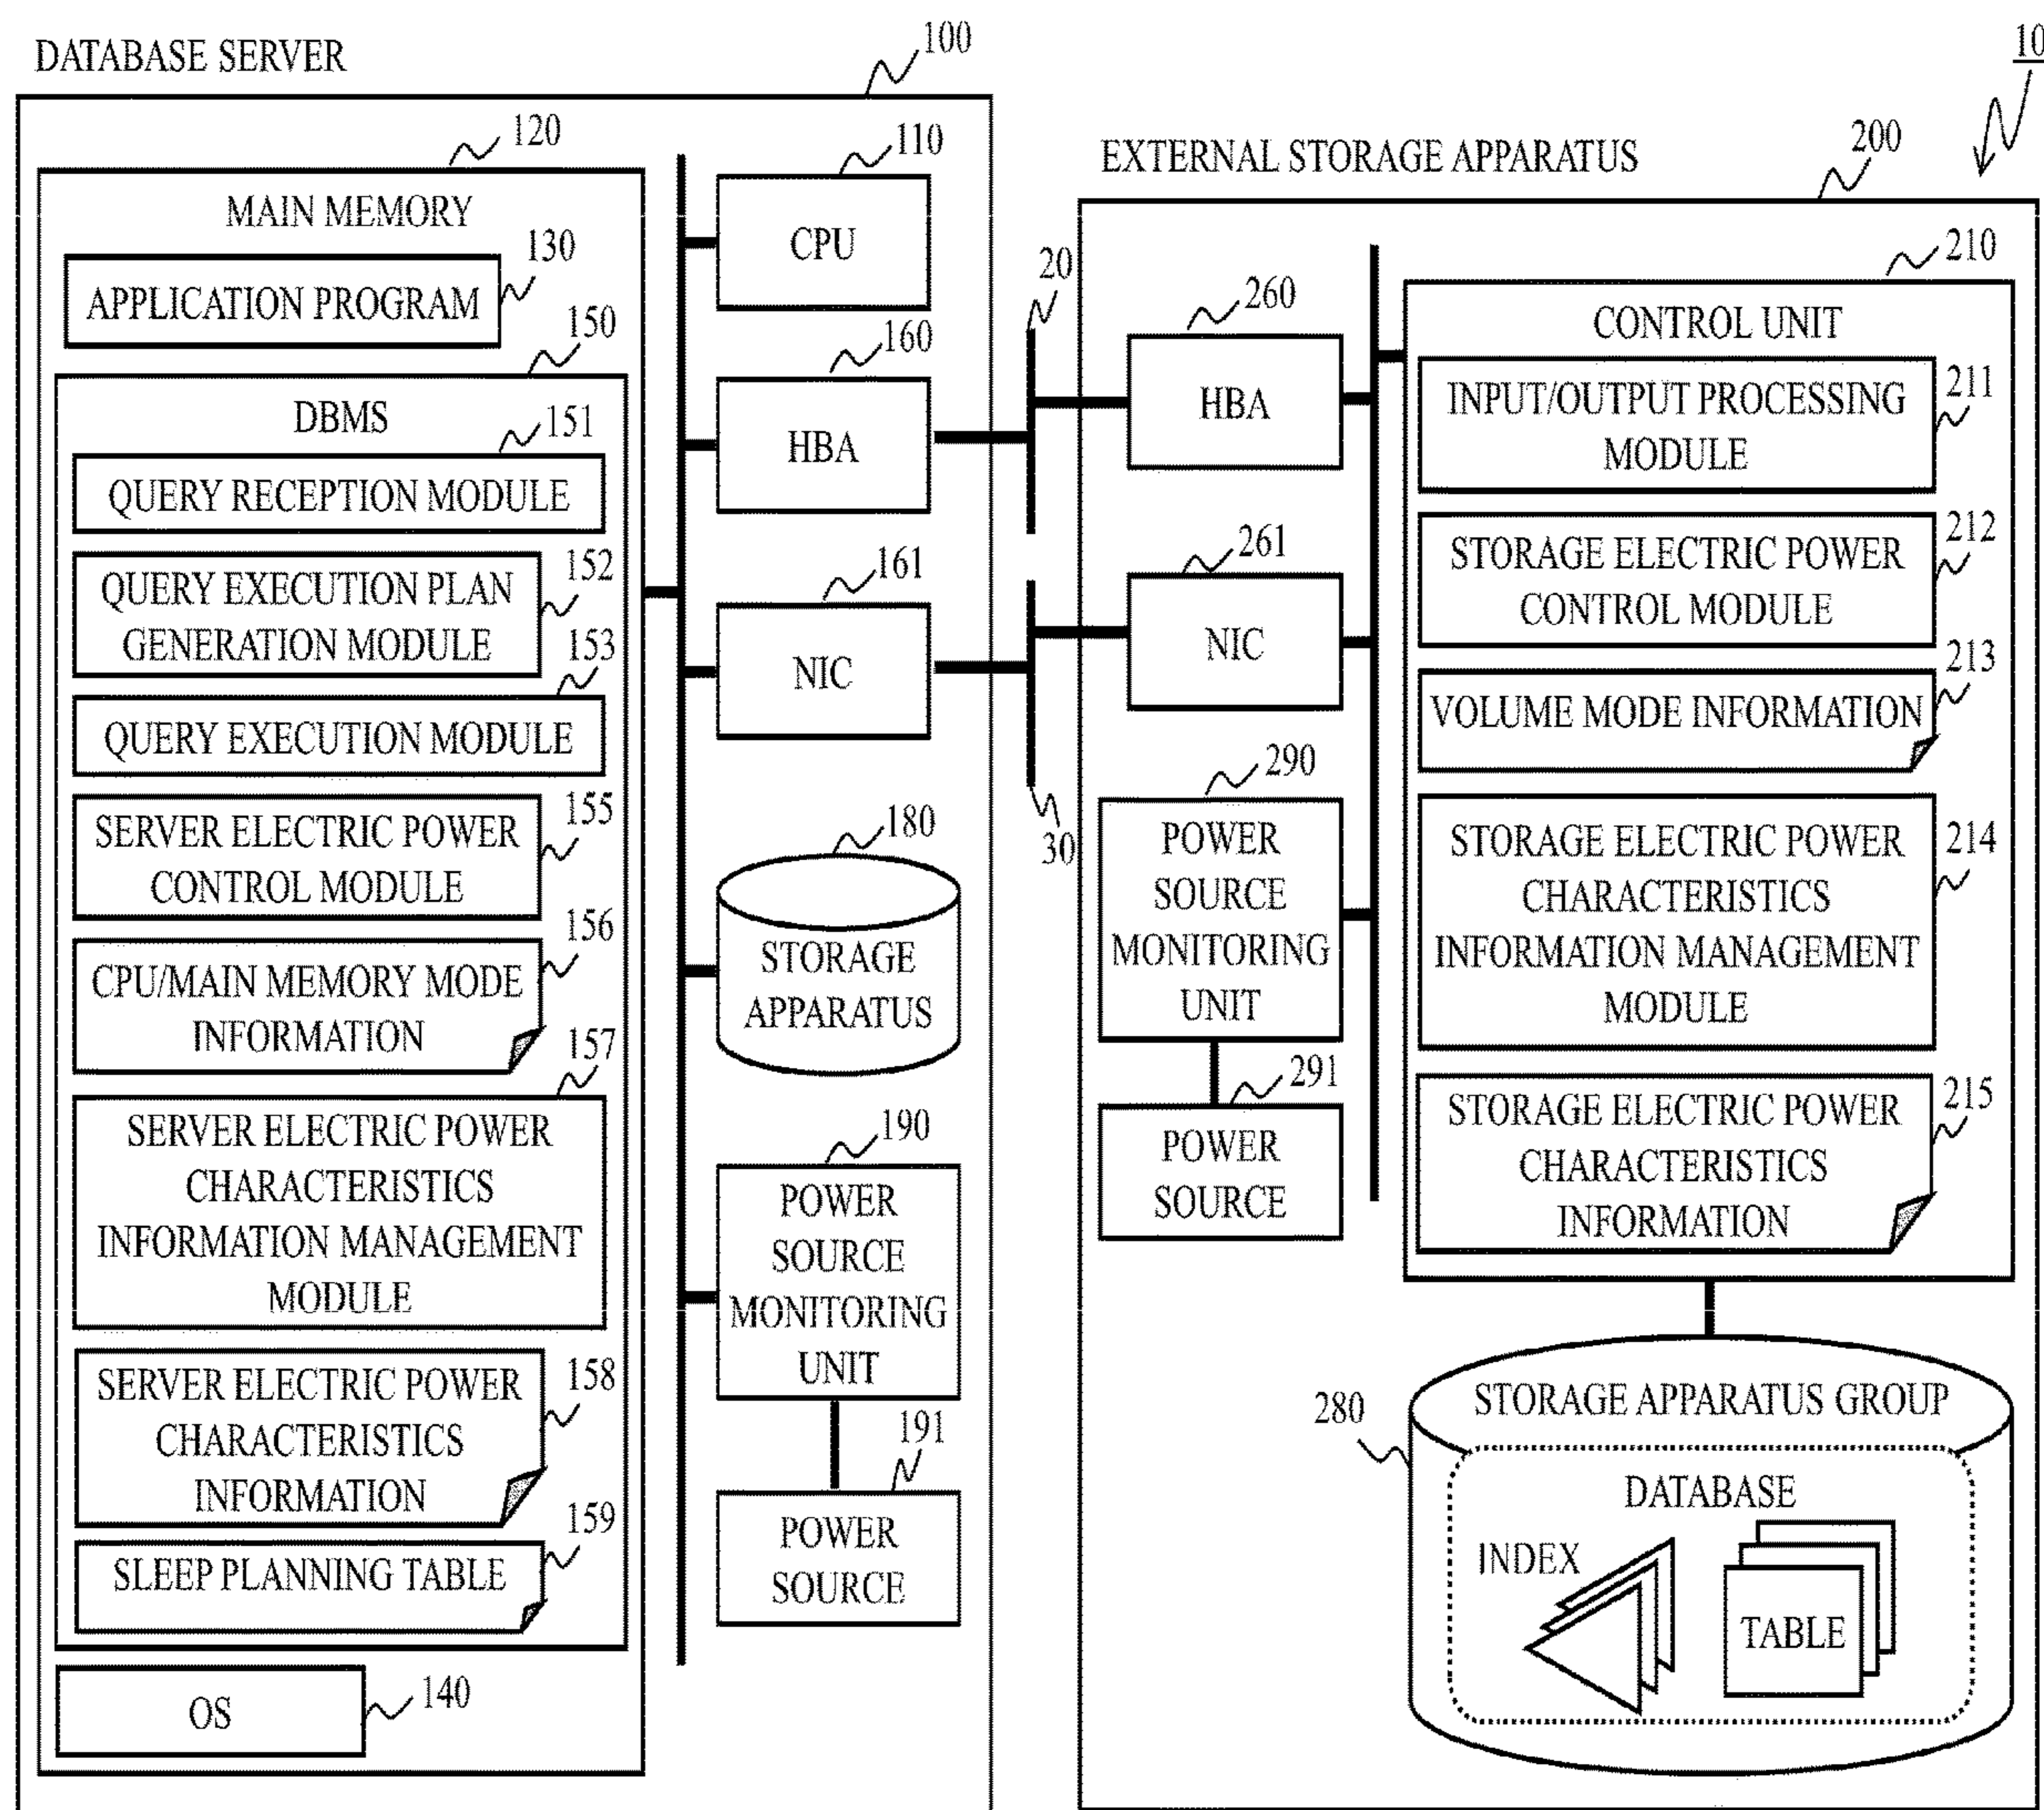 10
DATABASE SERVER
100
120
MAIN MEMORY
130
APPLICATION PROGRAM
150
DBMS
151
QUERY RECEPTION MODULE
152
QUERY EXECUTION PLAN
GENERATION MODULE
153
QUERY EXECUTION MODULE
155
SERVER ELECTRIC POWER
CONTROL MODULE
156
CPU/MAIN MEMORY MODE
INFORMATION
157
SERVER ELECTRIC POWER
CHARACTERISTICS
INFORMATION MANAGEMENT
MODULE
158
SERVER ELECTRIC POWER
CHARACTERISTICS
INFORMATION
159
SLEEP PLANNING TABLE
OS
140
110
CPU
160
HBA
161
NIC
180
STORAGE
APPARATUS
190
POWER
SOURCE
MONITORING
UNIT
191
POWER
SOURCE
20
30
EXTERNAL STORAGE APPARATUS
200
260
HBA
261
NIC
290
POWER
SOURCE
MONITORING
UNIT
291
POWER
SOURCE
210
CONTROL UNIT
211
INPUT/OUTPUT PROCESSING
MODULE
212
STORAGE ELECTRIC POWER
CONTROL MODULE
213
VOLUME MODE INFORMATION
214
STORAGE ELECTRIC POWER
CHARACTERISTICS
INFORMATION MANAGEMENT
MODULE
215
STORAGE ELECTRIC POWER
CHARACTERISTICS
INFORMATION
280
STORAGE APPARATUS GROUP
DATABASE
INDEX
TABLE